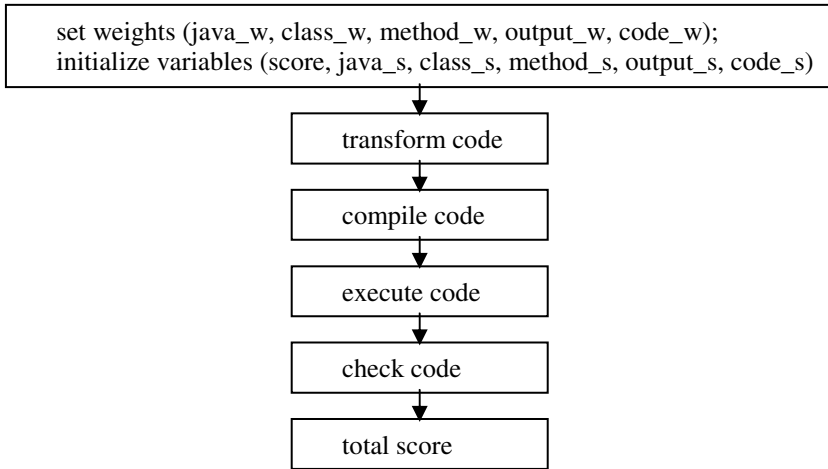 set weights (java_w, class_w, method_w, output_w, code_w);
initialize variables (score, java_s, class_s, method_s, output_s, code_s)
transform code
compile code
execute code
check code
total score